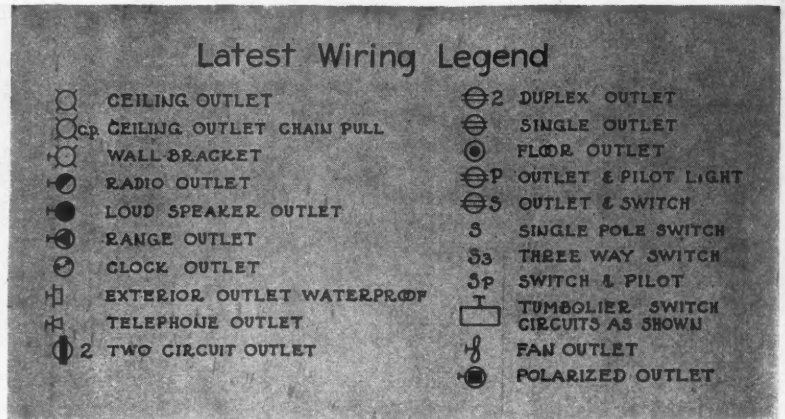 Latest Wiring Legend
CEILING OUTLET
C.P. CEILING OUTLET CHAIN PULL
WALL BRACKET
RADIO OUTLET
LOUD SPEAKER OUTLET
RANGE OUTLET
CLOCK OUTLET
EXTERIOR OUTLET WATERPROOF
TELEPHONE OUTLET
2 TWO CIRCUIT OUTLET
2 DUPLEX OUTLET
SINGLE OUTLET
FLOOR OUTLET
P OUTLET & PILOT LIGHT
S OUTLET & SWITCH
S SINGLE POLE SWITCH
S3 THREE WAY SWITCH
SP SWITCH & PILOT
T TUMBOLIER SWITCH
CIRCUITS AS SHOWN
FAN OUTLET
POLARIZED OUTLET